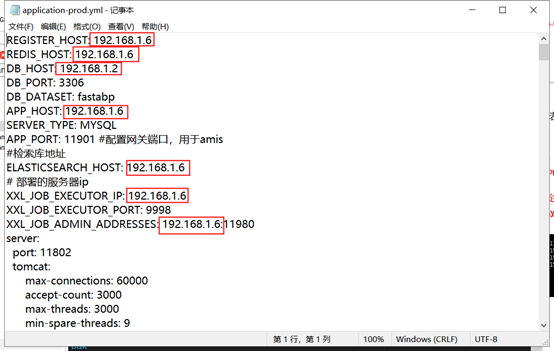 application-prod.yml - 记事本
文件(F) 编辑(E) 格式(O) 查看(V) 帮助(H)
REGISTER_HOST: 192.168.1.6
REDIS_HOST: 192.168.1.6
DB_HOST: 192.168.1.2
DB_PORT: 3306
DB_DATASET: fastabp
APP_HOST: 192.168.1.6
SERVER_TYPE: MYSQL
APP_PORT: 11901 #配置网关端口，用于amis
#检索库地址
ELASTICSEARCH_HOST: 192.168.1.6
# 部署的服务器ip
XXL_JOB_EXECUTOR_IP: 192.168.1.6
XXL_JOB_EXECUTOR_PORT: 9998
XXL_JOB_ADMIN_ADDRESSES: 192.168.1.6:11980
server:
  port: 11802
  tomcat:
    max-connections: 60000
    accept-count: 3000
    max-threads: 3000
    min-spare-threads: 9
第 1 行，第 1 列 100% Windows (CRLF) UTF-8